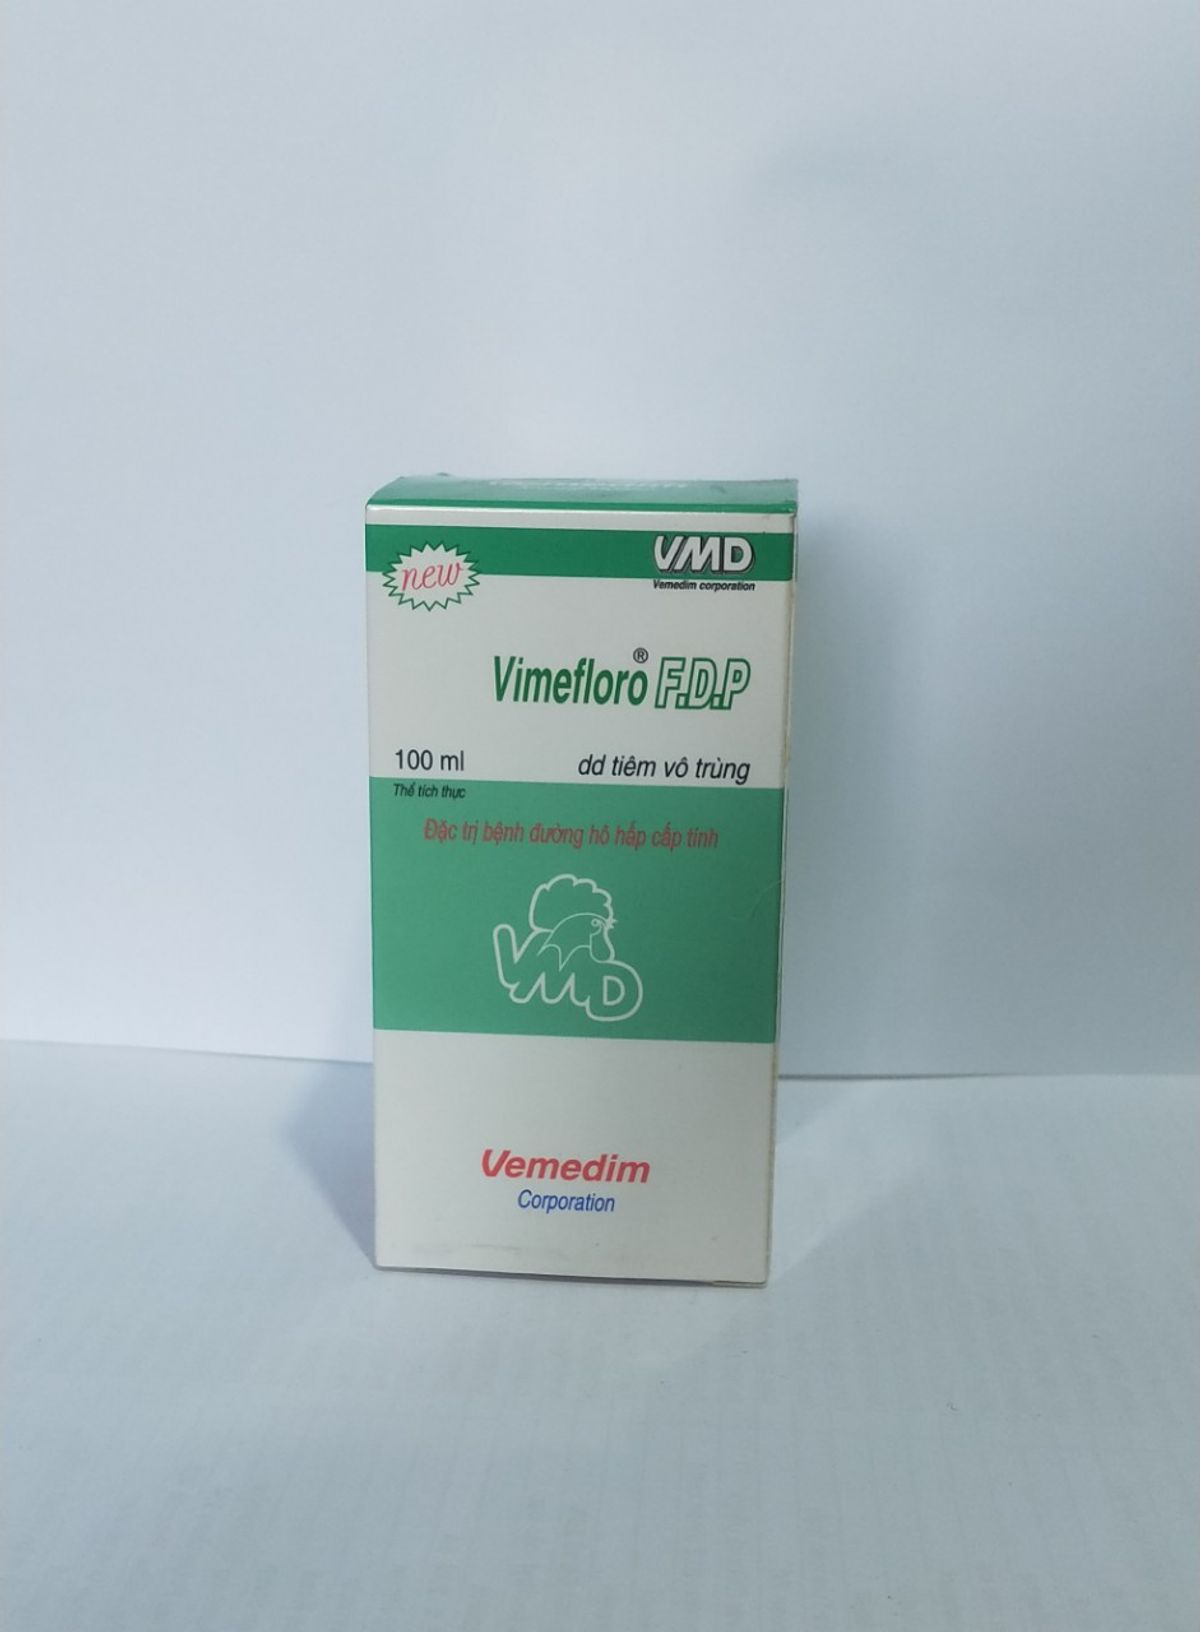 new
VMD
Vemedim corporation
Vimefloro® F.D.P
100 ml
dd tiêm vô trùng
Thể tích thực
Đặc trị bệnh đường hô hấp cấp tính
VMD
Vemedim
Corporation